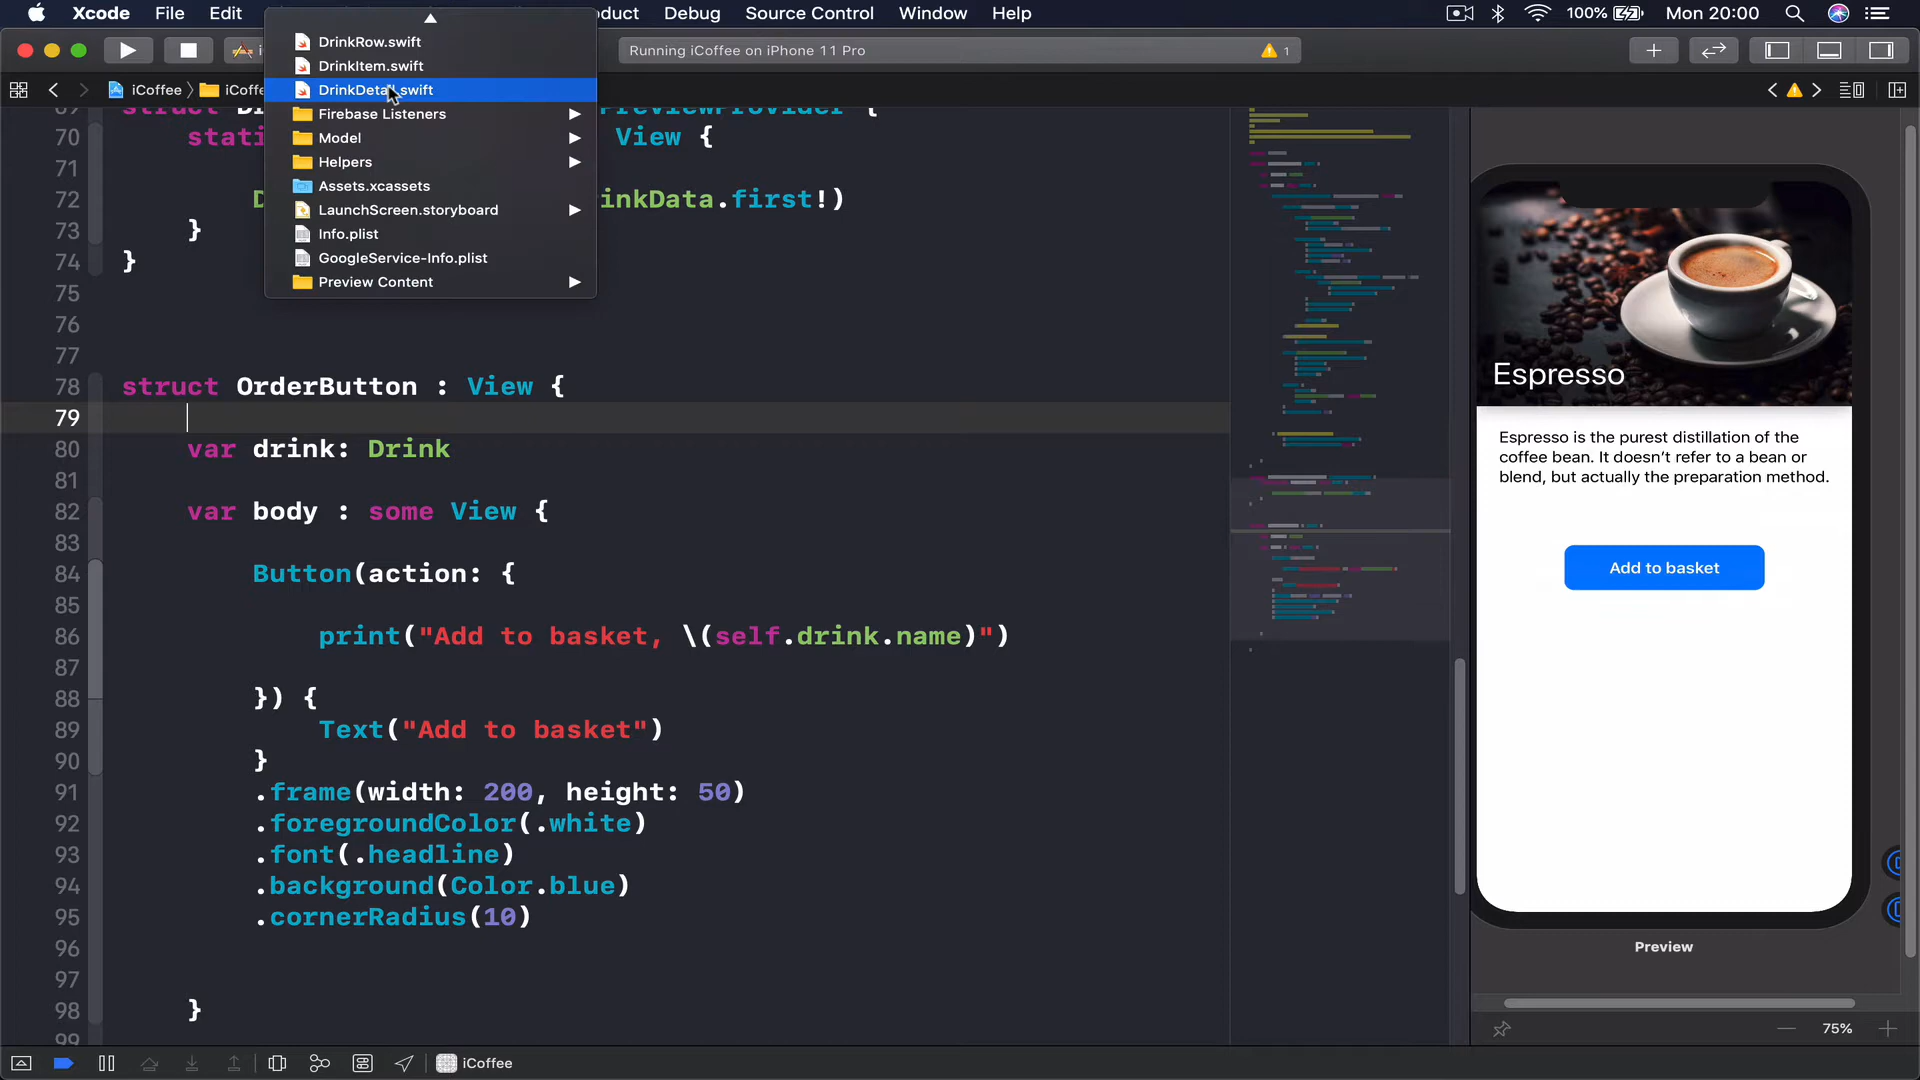 Xcode File Edit duct Debug Source Control Window Help 100% Mon 20:00
Running iCoffee on iPhone 11 Pro 1
iCoffee iCoffe
DrinkRow.swift
DrinkItem.swift
DrinkDetail.swift
Firebase Listeners
Model
Helpers
Assets.xcassets
LaunchScreen.storyboard
Info.plist
GoogleService-Info.plist
Preview Content
70 stati View {
71
72 D inkData.first!)
73 }
74 }
75
76
77
78 struct OrderButton : View {
79
80 var drink: Drink
81
82 var body : some View {
83
84 Button(action: {
85
86 print("Add to basket, \(self.drink.name)")
87
88 }) {
89 Text("Add to basket")
90 }
91 .frame(width: 200, height: 50)
92 .foregroundColor(.white)
93 .font(.headline)
94 .background(Color.blue)
95 .cornerRadius(10)
96
97
98 }
99
Espresso
Espresso is the purest distillation of the
coffee bean. It doesn't refer to a bean or
blend, but actually the preparation method.
Add to basket
Preview
75%
iCoffee